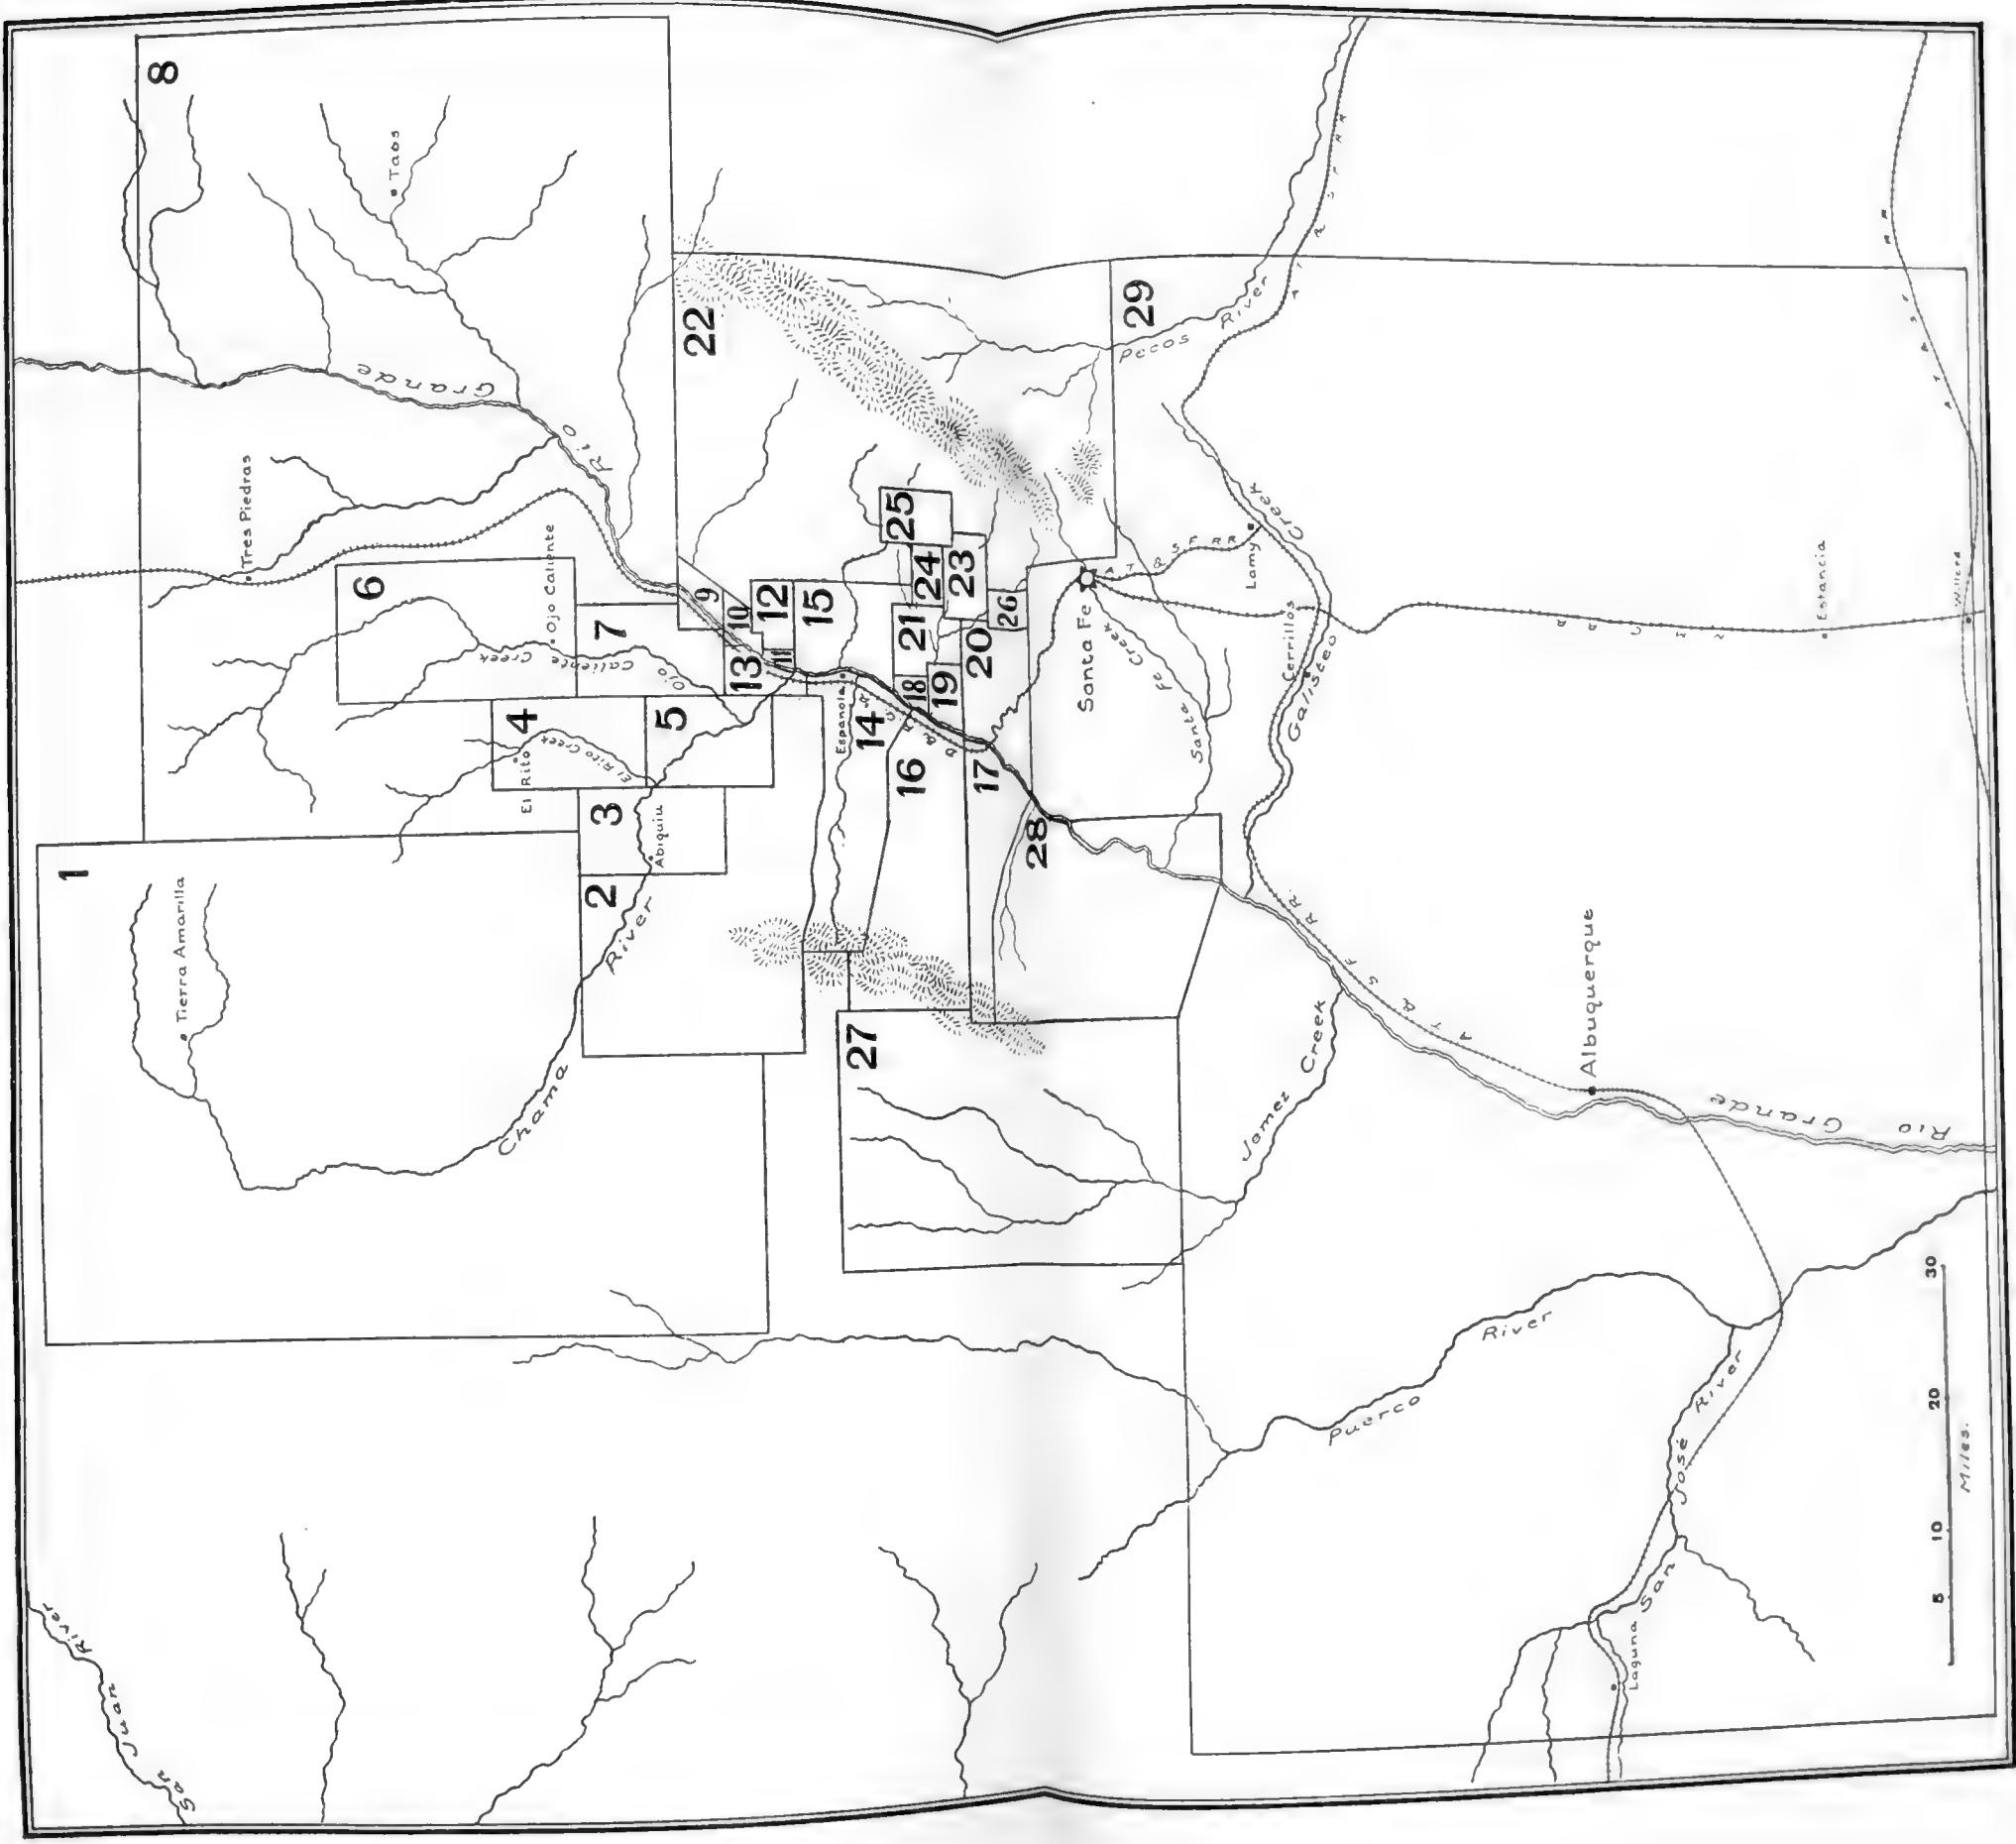 8
Taos
Tres Piedras
Rio Grande
6
Ojo Caliente
7
Ojo Caliente Creek
4
El Rito
El Rito Creek
5
3
Abiquiu
1
Tierra Amarilla
2
Chama River
22
9
10
12
11
13
15
Española
14
25
24
23
21
26
20
18
19
16
17
28
27
29
Pecos River
A T & S F R R
Santa Fe
A T & S F R R
Lamy
Santa Fe Creek
Santa
Cerrillos
Galisteo Creek
Estancia
Willard
A T & S F R R
Jemez Creek
A T & S F R R
Albuquerque
Rio Grande
Puerco River
San José River
Laguna
San Juan River
5 10 20 30
Miles.